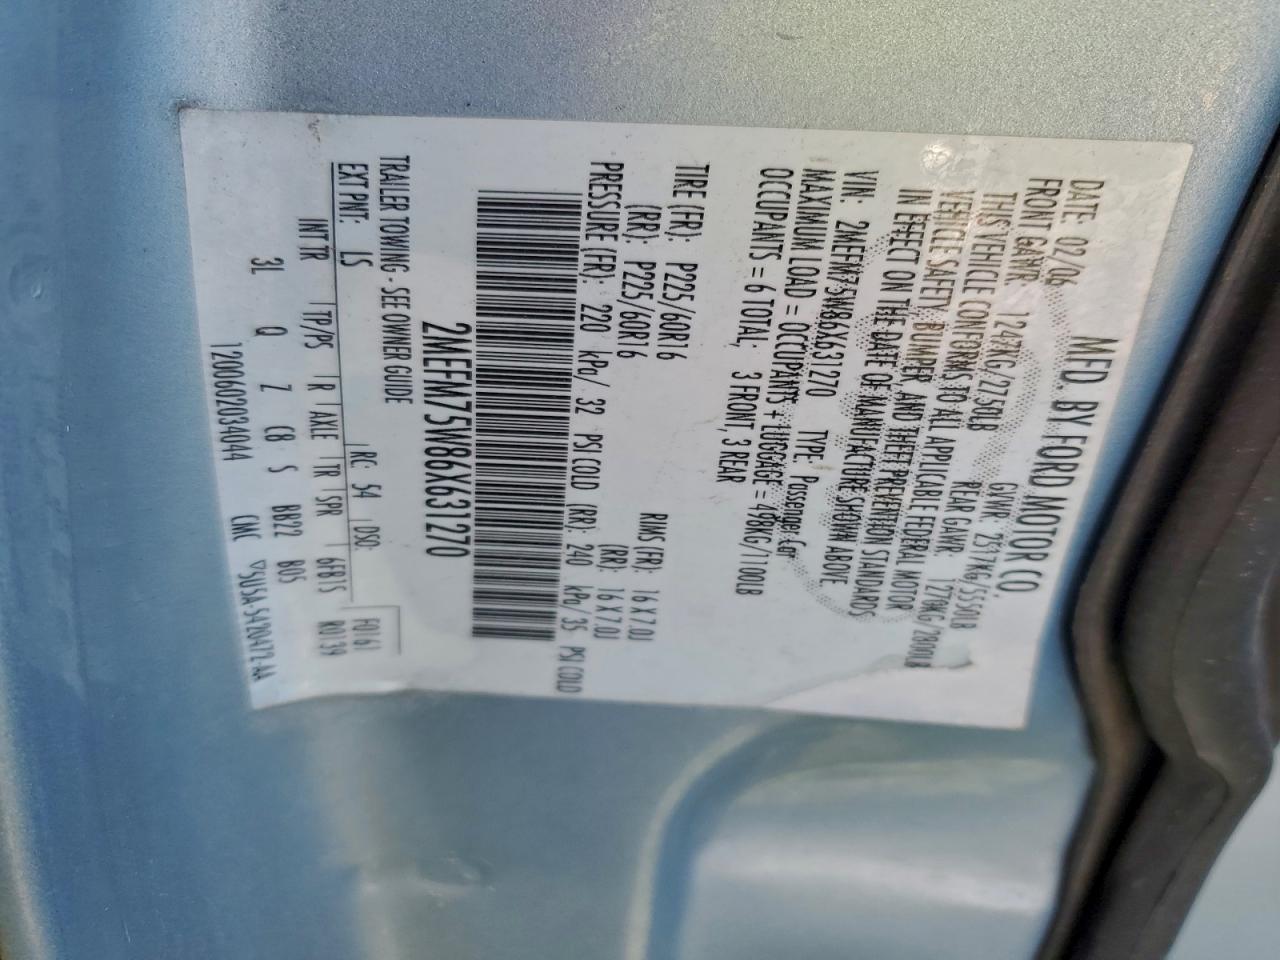 MFD. BY FORD MOTOR CO.
DATE: 02/06 GVWR: 2517KG/5550LB
FRONT GAWR: 1247KG/2750LB REAR GAWR: 1270KG/2800LB
THIS VEHICLE CONFORMS TO ALL APPLICABLE FEDERAL MOTOR
VEHICLE SAFETY, BUMPER, AND THEFT PREVENTION STANDARDS
IN EFFECT ON THE DATE OF MANUFACTURE SHOWN ABOVE.
VIN: 2MEFM75W86X631270 TYPE: Passenger Car
MAXIMUM LOAD = OCCUPANTS + LUGGAGE = 498KG/1100LB
OCCUPANTS = 6 TOTAL, 3 FRONT, 3 REAR
TIRE (FR): P225/60R16 RIMS (FR): 16 X 7.0J
(RR): P225/60R16 (RR): 16 X 7.0J
PRESSURE (FR): 220 kPa/ 32 PSI COLD (RR): 240 kPa/35 PSI COLD
2MEFM75W86X631270
TRAILER TOWING - SEE OWNER GUIDE
EXT PNT: LS RC: 54 DSO: F0161
INT TR TP/PS R AXLE TR SPR 6FB15 R0139
3L Q Z C8 S BB22 BB5
1200602034044 CMC 5U5A-5420472-AA